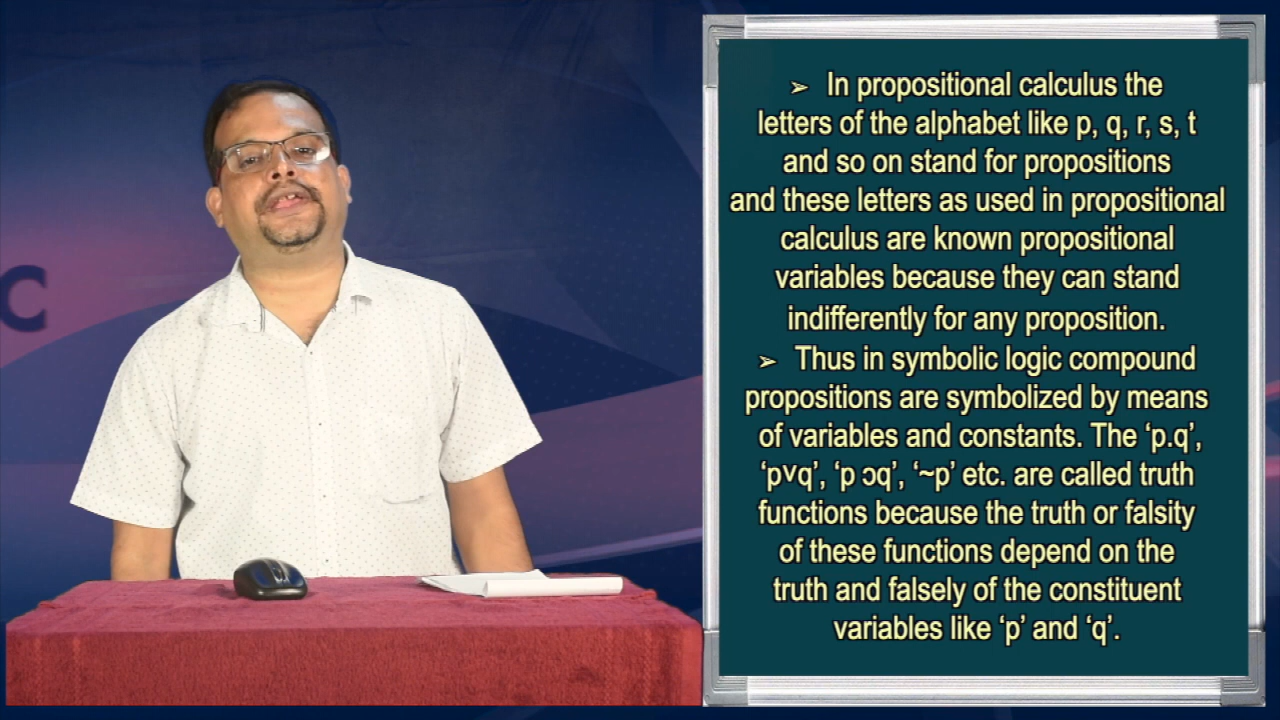 ➢ In propositional calculus the
letters of the alphabet like p, q, r, s, t
and so on stand for propositions
and these letters as used in propositional
calculus are known propositional
variables because they can stand
indifferently for any proposition.
➢ Thus in symbolic logic compound
propositions are symbolized by means
of variables and constants. The ‘p.q’,
‘pvq’, ‘p ɔq’, ‘~p’ etc. are called truth
functions because the truth or falsity
of these functions depend on the
truth and falsely of the constituent
variables like ‘p’ and ‘q’.
C